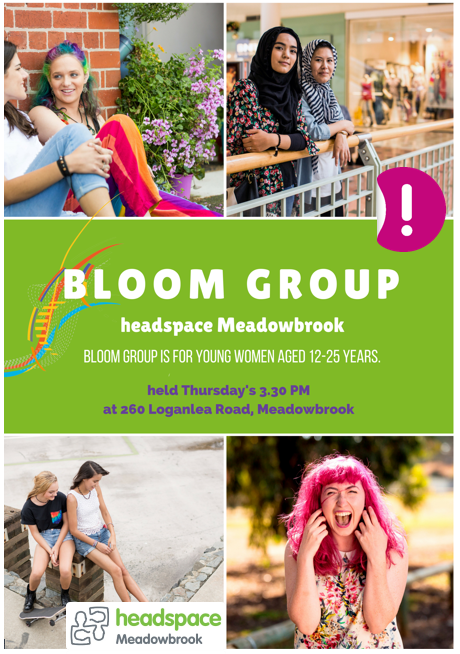 BLOOM GROUP
headspace Meadowbrook
BLOOM GROUP IS FOR YOUNG WOMEN AGED 12-25 YEARS.
held Thursday's 3.30 PM
at 260 Loganlea Road, Meadowbrook
headspace
Meadowbrook